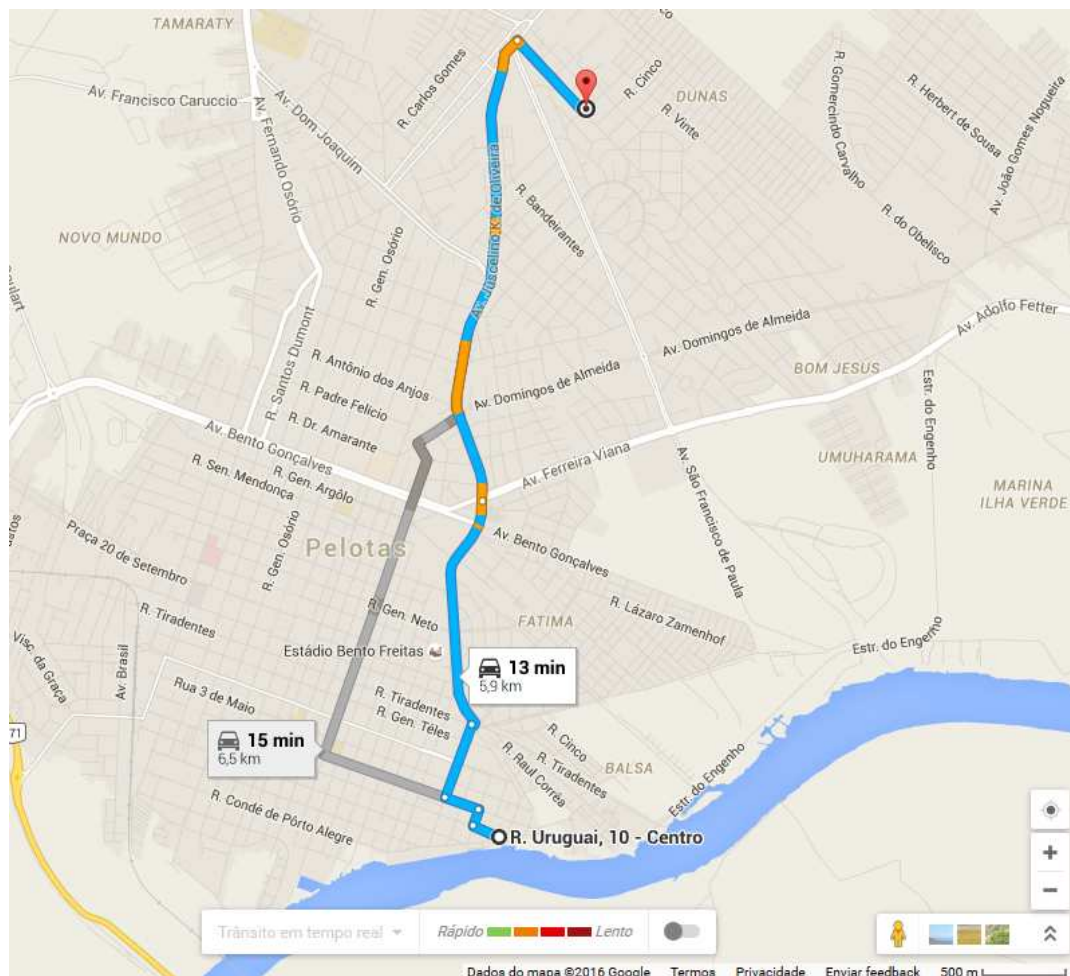 TAMARATY
Av. Francisco Caruccio
Av. Fernando Osório
Av. Dom Joaquim
R. Carlos Gomes
R. Cinco
DUNAS
R. Vinte
R. Gomercindo Carvalho
R. Herbert de Sousa
Av. João Gomes Nogueira
R. do Obelisco
NOVO MUNDO
R. Gen. Osório
Av. Juscelino K. de Oliveira
R. Bandeirantes
Goulart
R. Santos Dumont
R. Antônio dos Anjos
R. Padre Felício
R. Dr. Amarante
Av. Domingos de Almeida
Av. Domingos de Almeida
Av. Adolfo Fetter
BOM JESUS
Estr. do Engenho
Av. Bento Gonçalves
R. Sen. Mendonça
R. Gen. Argôlo
Av. Ferreira Viana
UMUHARAMA
MARINA
ILHA VERDE
Av. São Francisco de Paula
Praça 20 de Setembro
R. Gen. Osório
Pelotas
Av. Bento Gonçalves
R. Tiradentes
R. Gen. Neto
FATIMA
R. Lázaro Zamenhof
Visc. da Graça
Av. Brasil
Estádio Bento Freitas
Estr. do Engenho
13 min
5,9 km
Rua 3 de Maio
R. Tiradentes
R. Gen. Téles
15 min
6,5 km
71
R. Cinco
R. Tiradentes
R. Raul Corrêa
BALSA
Estr. do Engenho
R. Condé de Pôrto Alegre
R. Uruguai, 10 - Centro
Trânsito em tempo real
Rápido
Lento
Dados do mapa ©2016 Google Termos Privacidade Enviar feedback 500 m